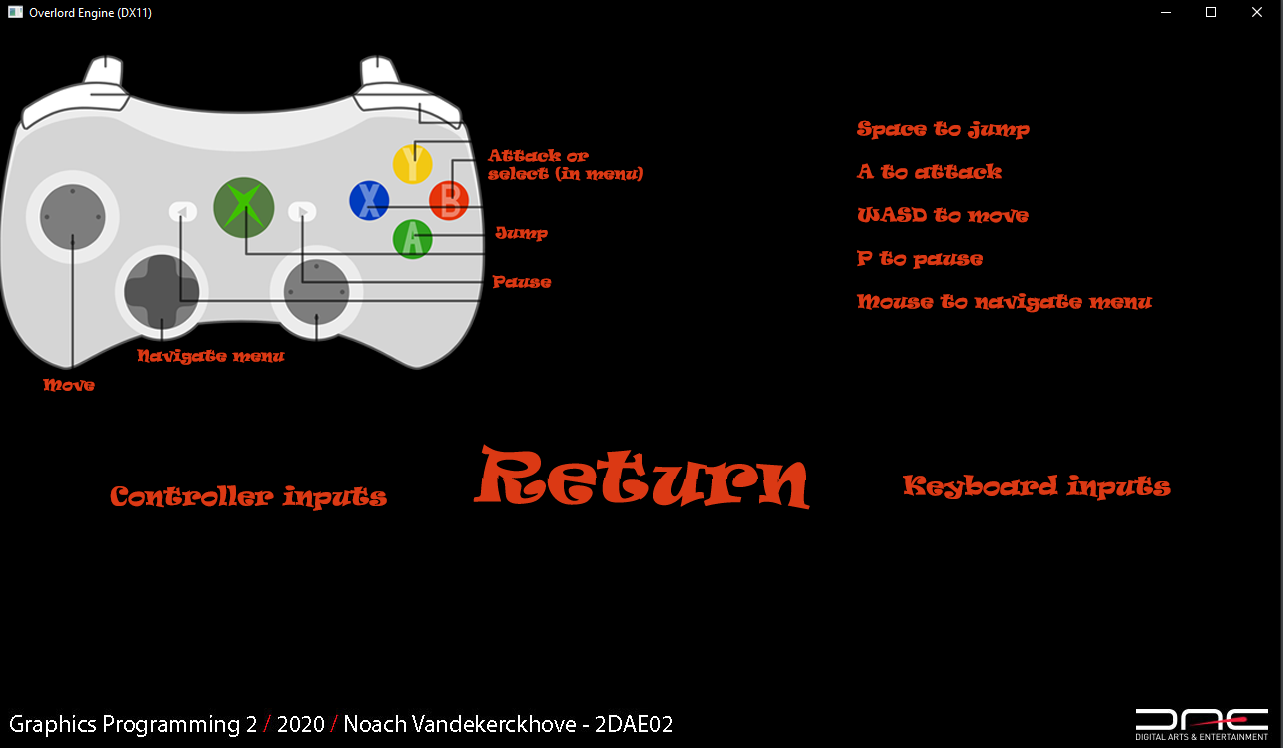 Overlord Engine (DX11)
Y
X
B
A
Attack or
select (in menu)
Jump
Pause
Navigate menu
Move
Space to jump
A to attack
WASD to move
P to pause
Mouse to navigate menu
Controller inputs
Return
Keyboard inputs
Graphics Programming 2 / 2020 / Noach Vandekerckhove - 2DAE02
DAE
DIGITAL ARTS & ENTERTAINMENT